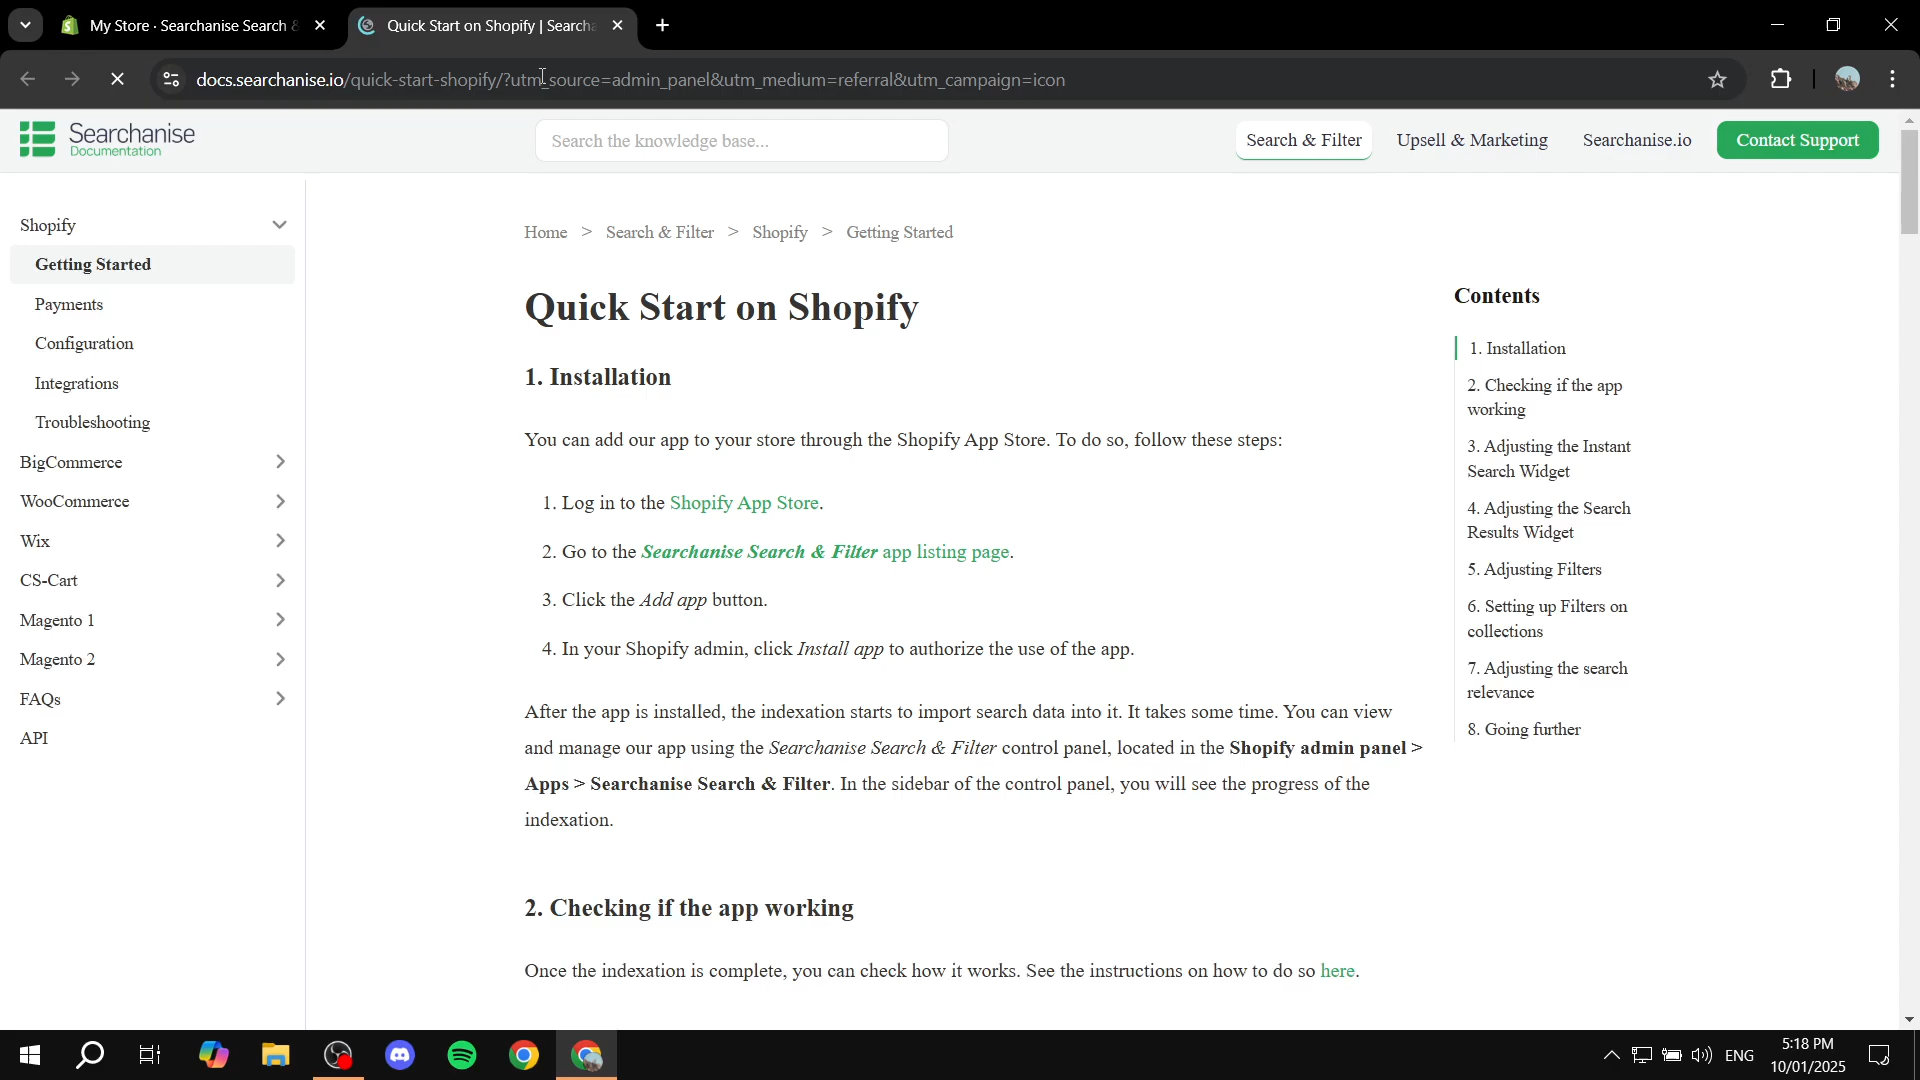 My Store · Searchanise Search &
Quick Start on Shopify | Searcha
docs.searchanise.io/quick-start-shopify/?utm_source=admin_panel&utm_medium=referral&utm_campaign=icon
Searchanise
Documentation
Search the knowledge base...
Search & Filter
Upsell & Marketing
Searchanise.io
Contact Support
Shopify
Getting Started
Payments
Configuration
Integrations
Troubleshooting
BigCommerce
WooCommerce
Wix
CS-Cart
Magento 1
Magento 2
FAQs
API
Home > Search & Filter > Shopify > Getting Started
Quick Start on Shopify
1. Installation
You can add our app to your store through the Shopify App Store. To do so, follow these steps:
1. Log in to the Shopify App Store.
2. Go to the Searchanise Search & Filter app listing page.
3. Click the Add app button.
4. In your Shopify admin, click Install app to authorize the use of the app.
After the app is installed, the indexation starts to import search data into it. It takes some time. You can view
and manage our app using the Searchanise Search & Filter control panel, located in the Shopify admin panel >
Apps > Searchanise Search & Filter. In the sidebar of the control panel, you will see the progress of the
indexation.
2. Checking if the app working
Once the indexation is complete, you can check how it works. See the instructions on how to do so here.
Contents
1. Installation
2. Checking if the app
working
3. Adjusting the Instant
Search Widget
4. Adjusting the Search
Results Widget
5. Adjusting Filters
6. Setting up Filters on
collections
7. Adjusting the search
relevance
8. Going further
ENG
5:18 PM
10/01/2025